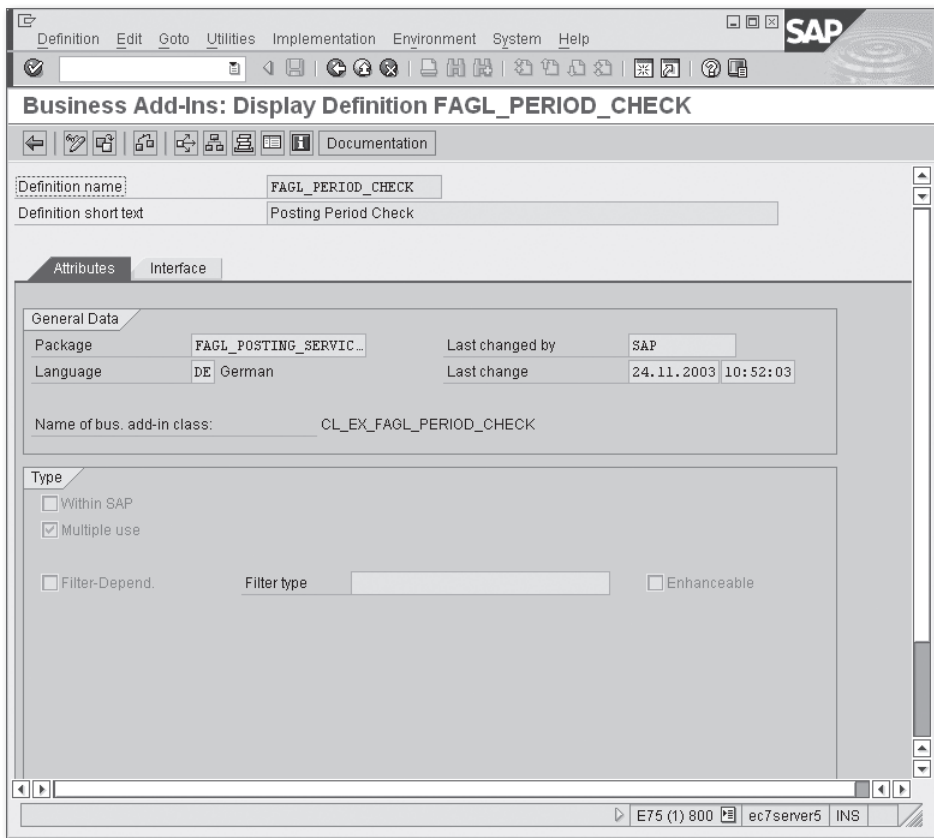 Definition Edit Goto Utilities Implementation Environment System Help
SAP
Business Add-Ins: Display Definition FAGL_PERIOD_CHECK
Documentation
Definition name FAGL_PERIOD_CHECK
Definition short text Posting Period Check
Attributes Interface
General Data
Package FAGL_POSTING_SERVIC… Last changed by SAP
Language DE German Last change 24.11.2003 10:52:03
Name of bus. add-in class: CL_EX_FAGL_PERIOD_CHECK
Type
Within SAP
Multiple use
Filter-Depend. Filter type Enhanceable
E75 (1) 800 ec7server5 INS